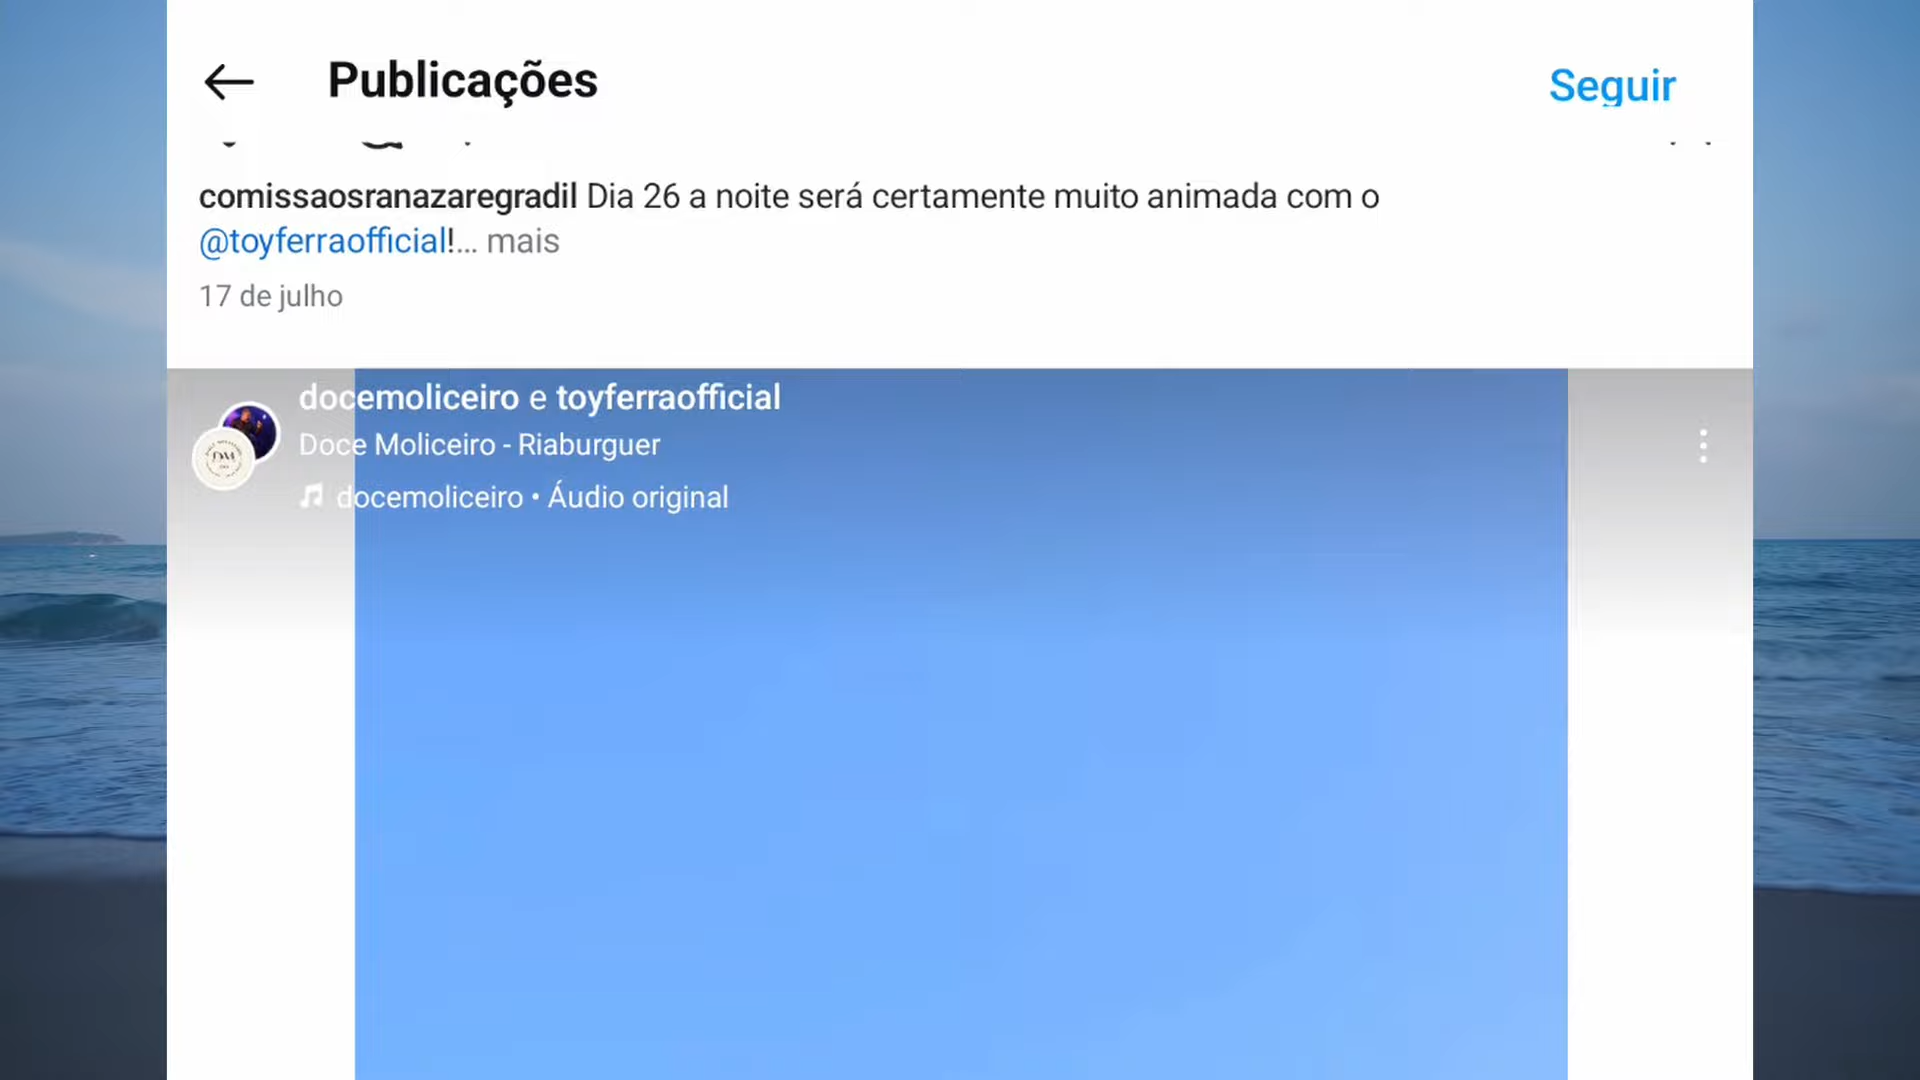 Publicações
Seguir
comissaosranazaregradil Dia 26 a noite será certamente muito animada com o
@toyferraofficial!... mais
17 de julho
docemoliceiro e toyferraofficial
Doce Moliceiro - Riaburguer
docemoliceiro • Áudio original
DM